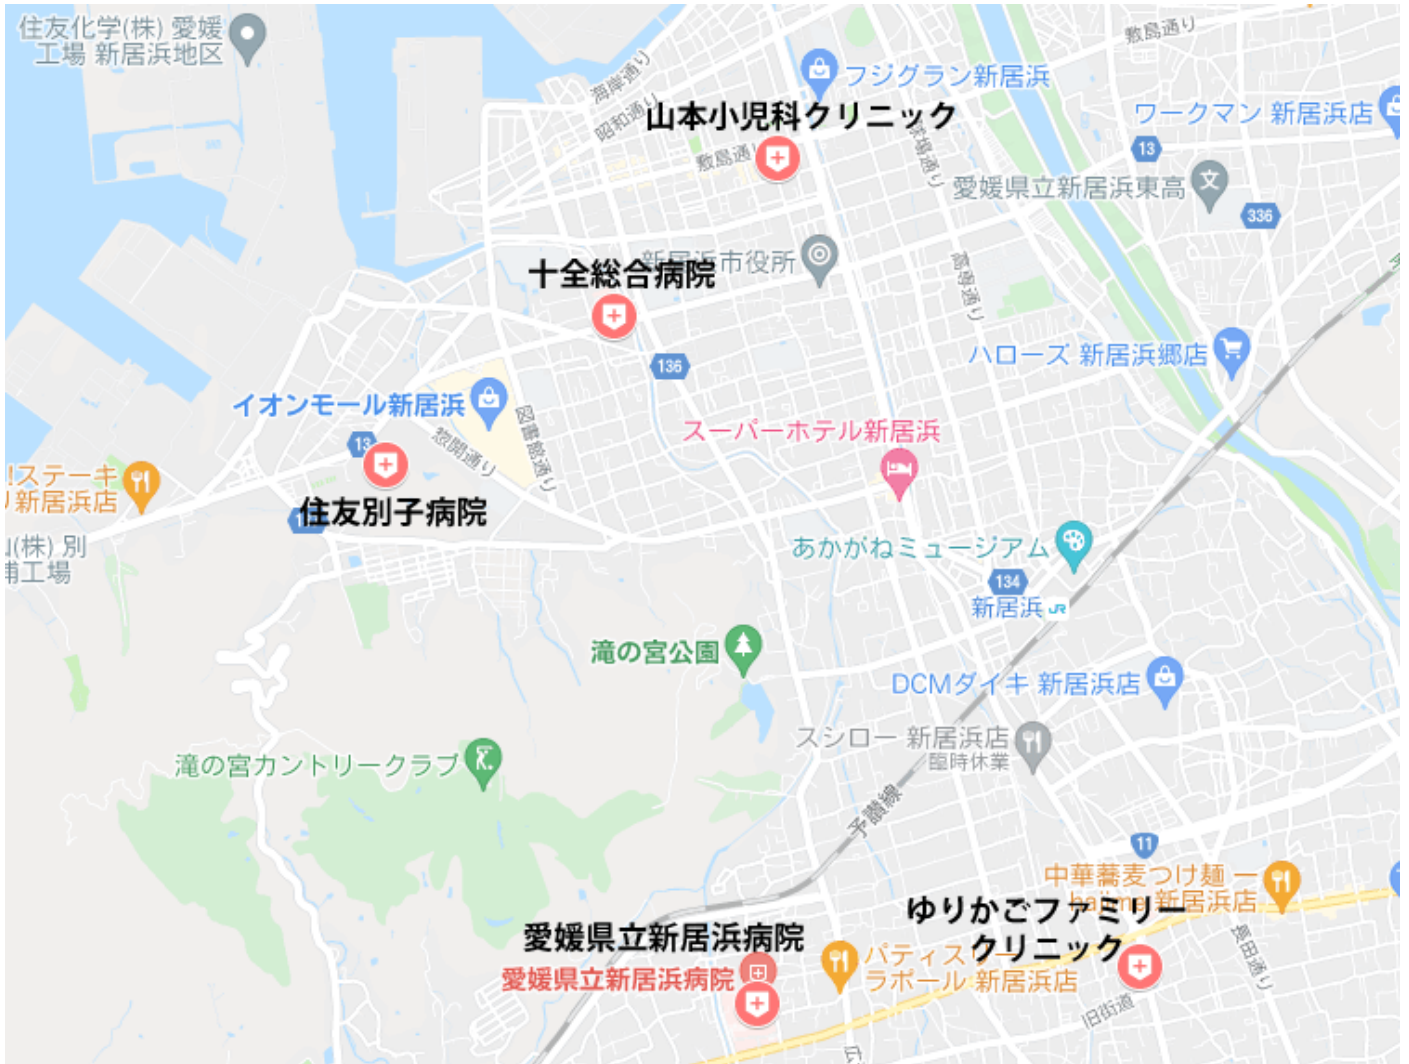 住友化学(株) 愛媛
工場 新居浜地区
敷島通り
海岸通り
フジグラン新居浜
昭和通り
山本小児科クリニック
ワークマン 新居浜店
13
敷島通り
愛媛県立新居浜東高
336
新居浜市役所
十全総合病院
高専通り
136
ハローズ 新居浜郷店
イオンモール新居浜
図書館通り
スーパーホテル新居浜
13
惣開通り
!ステーキ
新居浜店
住友別子病院
(株) 別
工場
あかがねミュージアム
134
新居浜 JR
滝の宮公園
DCMダイキ 新居浜店
スシロー 新居浜店
臨時休業
滝の宮カントリークラブ
予讃線
11
中華蕎麦つけ麺 一
hajime 新居浜店
ゆりかごファミリー
クリニック
愛媛県立新居浜病院
愛媛県立新居浜病院
パティスリー
ラポール 新居浜店
長田通り
旧街道